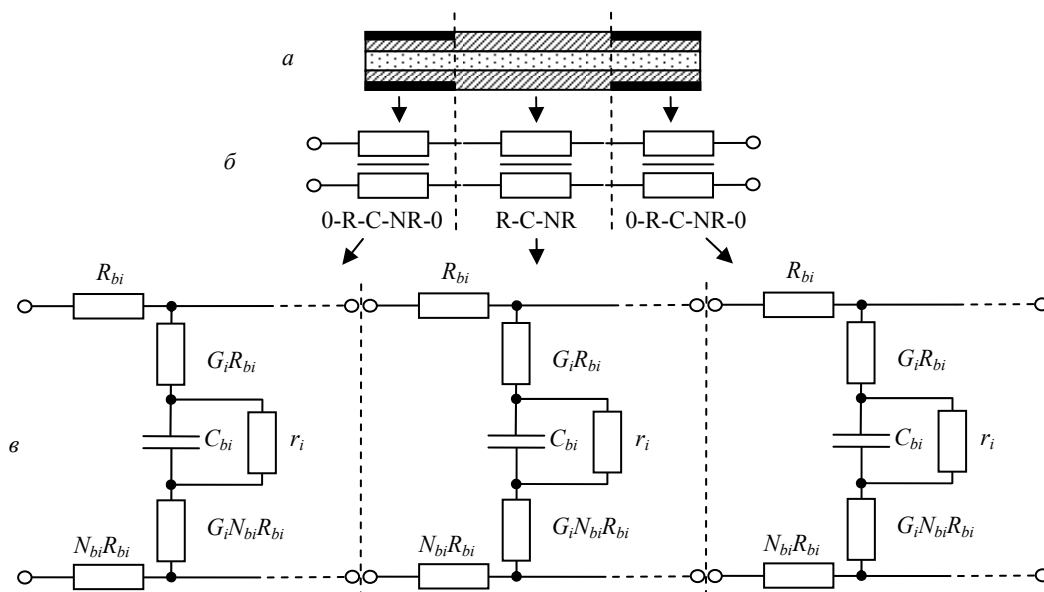 а
б
0-R-C-NR-0 R-C-NR 0-R-C-NR-0
R_bi R_bi R_bi
G_iR_bi G_iR_bi G_iR_bi
в C_bi r_i C_bi r_i C_bi r_i
G_iN_biR_bi G_iN_biR_bi G_iN_biR_bi
N_biR_bi N_biR_bi N_biR_bi